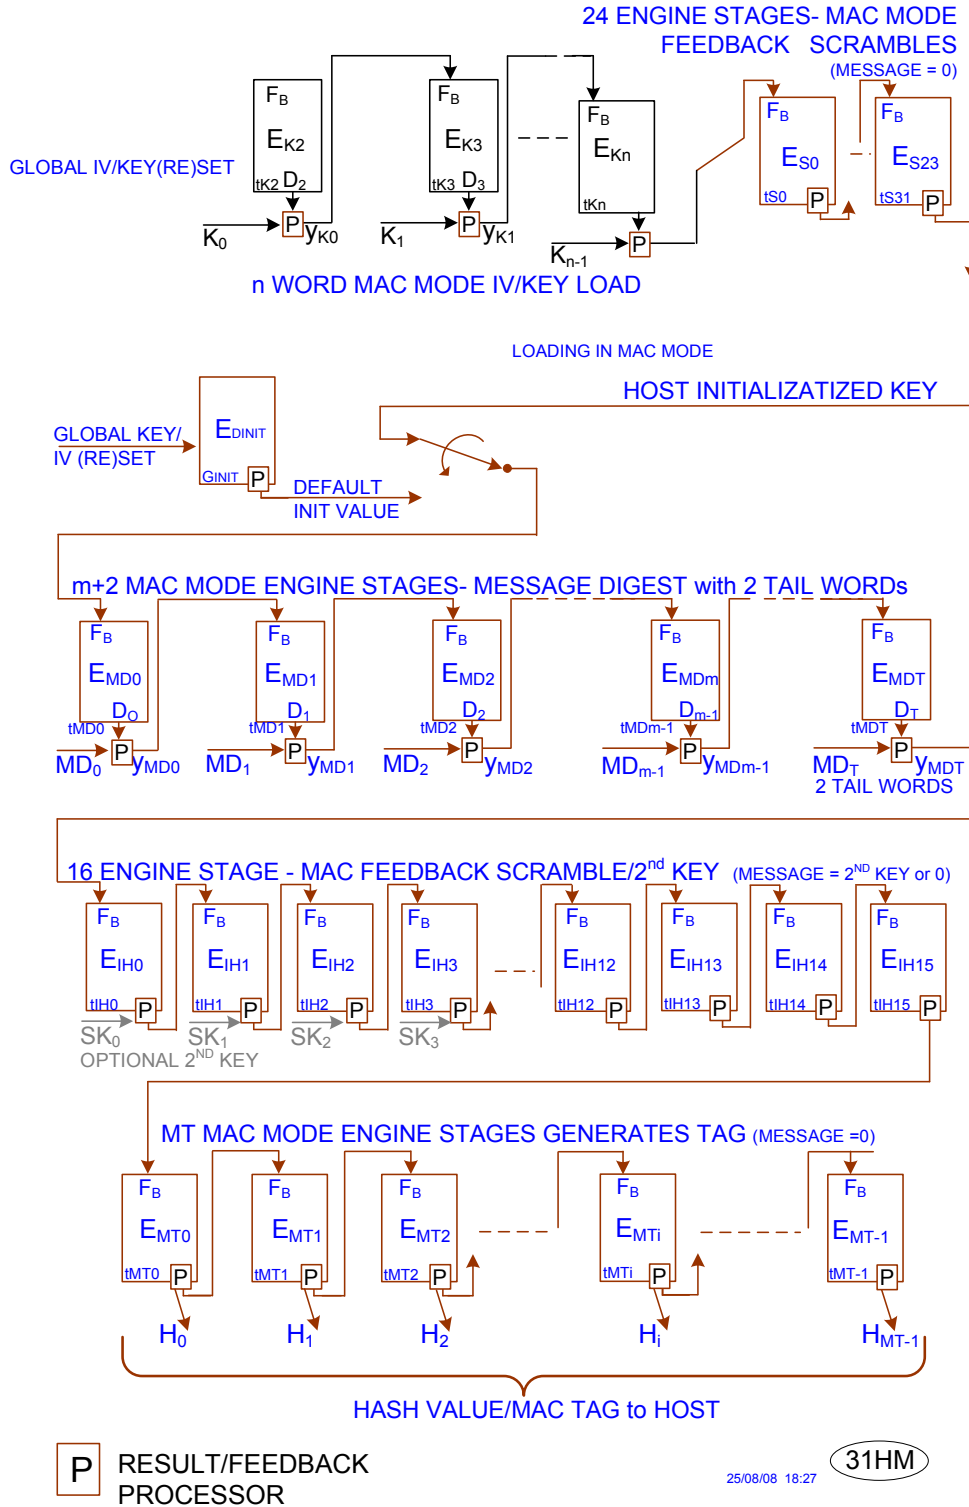 24 ENGINE STAGES- MAC MODE
FEEDBACK SCRAMBLES
(MESSAGE = 0)
FB FB FB FB FB
EK2 EK3 EKn ES0 ES23
GLOBAL IV/KEY(RE)SET
tK2 D2 tK3 D3 tKn tS0 P tS31 P
K0 P yK0 K1 P yK1 Kn-1 P
n WORD MAC MODE IV/KEY LOAD
LOADING IN MAC MODE
HOST INITIALIZATIZED KEY
GLOBAL KEY/
IV (RE)SET
EDINIT
GINIT P
DEFAULT
INIT VALUE
m+2 MAC MODE ENGINE STAGES- MESSAGE DIGEST with 2 TAIL WORDs
FB FB FB FB FB
EMD0 EMD1 EMD2 EMDm EMDT
DO D1 D2 Dm-1 DT
tMD0 tMD1 tMD2 tMDm-1 tMDT
MD0 P yMD0 MD1 P yMD1 MD2 P yMD2 MDm-1 P yMDm-1 MDT P yMDT
2 TAIL WORDS
16 ENGINE STAGE - MAC FEEDBACK SCRAMBLE/2nd KEY (MESSAGE = 2ND KEY or 0)
FB FB FB FB FB FB FB FB
EIH0 EIH1 EIH2 EIH3 EIH12 EIH13 EIH14 EIH15
tIH0 P tIH1 P tIH2 P tIH3 P tIH12 P tIH13 P tIH14 P tIH15 P
SK0 SK1 SK2 SK3
OPTIONAL 2ND KEY
MT MAC MODE ENGINE STAGES GENERATES TAG (MESSAGE =0)
FB FB FB FB FB
EMT0 EMT1 EMT2 EMTi EMT-1
tMT0 P tMT1 P tMT2 P tMTi P tMT-1 P
H0 H1 H2 Hi HMT-1
HASH VALUE/MAC TAG to HOST
P RESULT/FEEDBACK
PROCESSOR
25/08/08 18:27
31HM